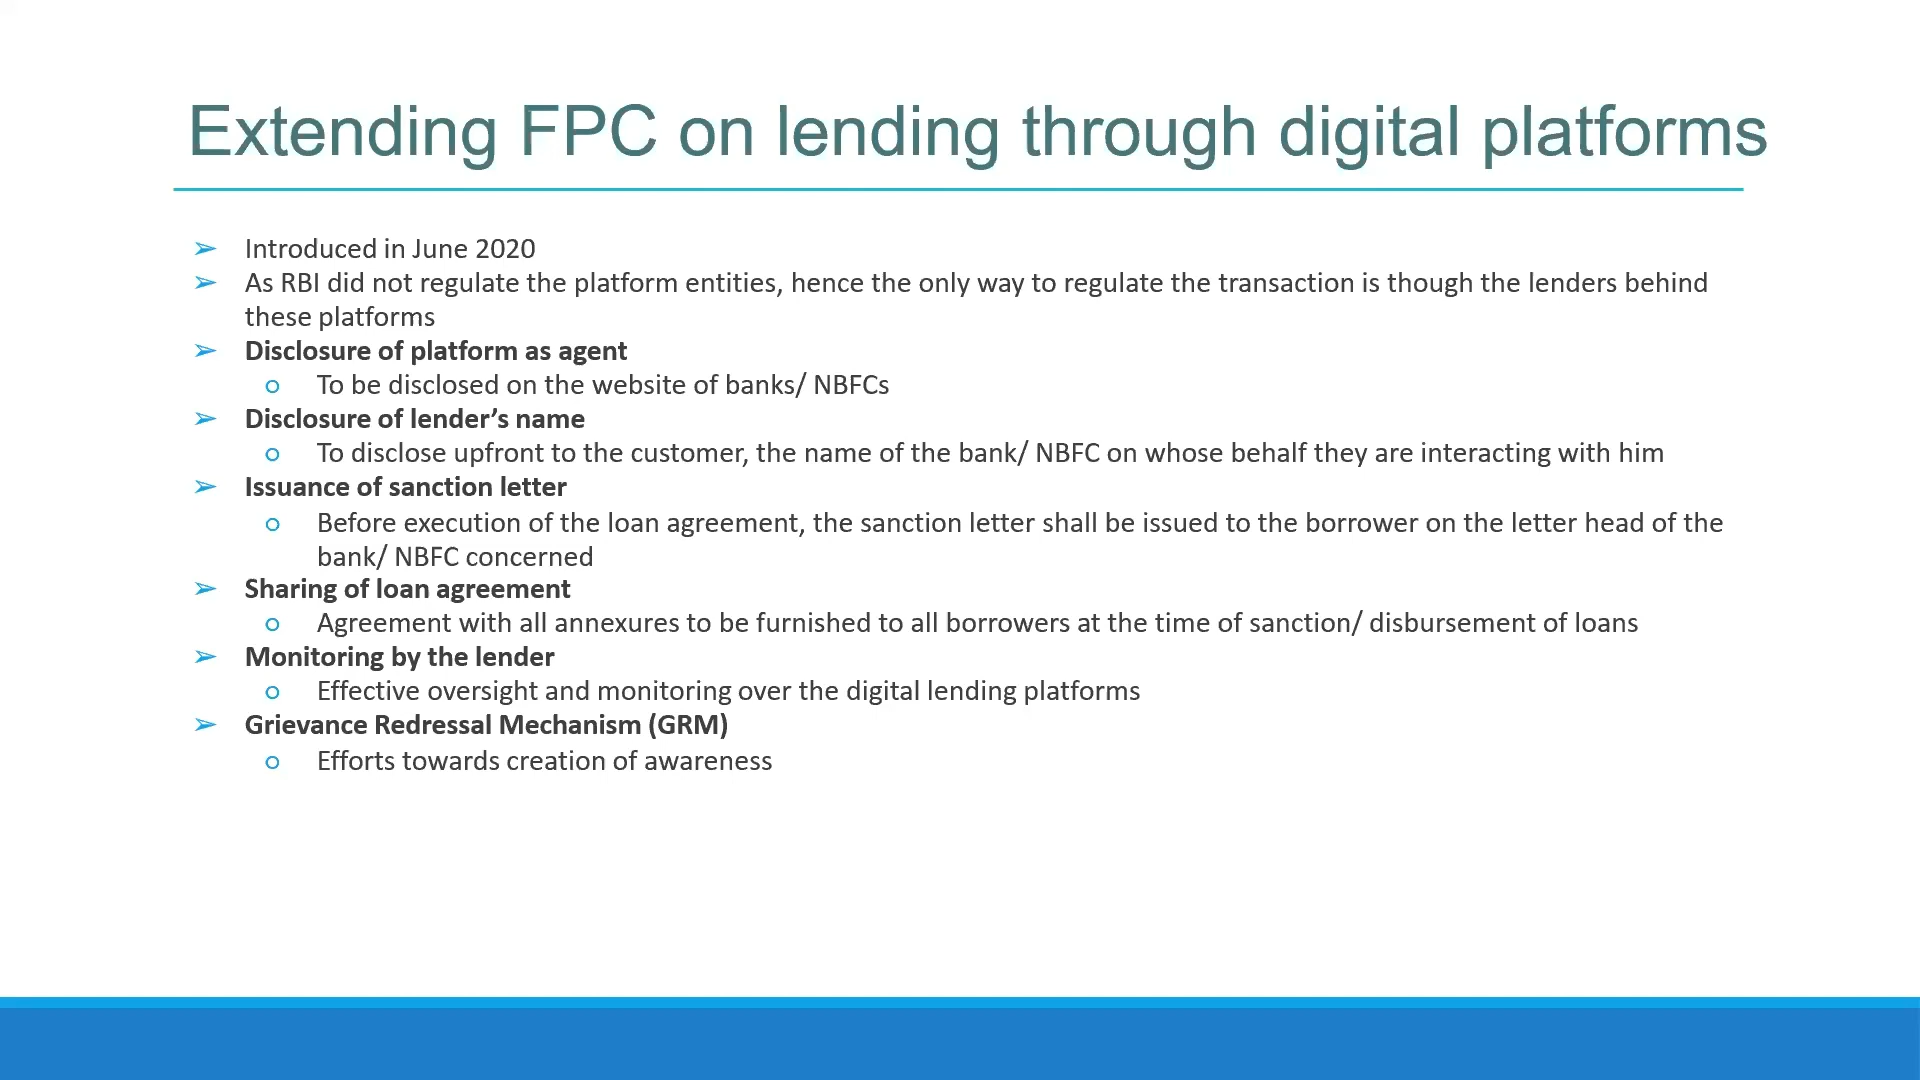 Extending FPC on lending through digital platforms
➢ Introduced in June 2020
➢ As RBI did not regulate the platform entities, hence the only way to regulate the transaction is though the lenders behind
these platforms
➢ Disclosure of platform as agent
o To be disclosed on the website of banks/ NBFCs
➢ Disclosure of lender’s name
o To disclose upfront to the customer, the name of the bank/ NBFC on whose behalf they are interacting with him
➢ Issuance of sanction letter
o Before execution of the loan agreement, the sanction letter shall be issued to the borrower on the letter head of the
bank/ NBFC concerned
➢ Sharing of loan agreement
o Agreement with all annexures to be furnished to all borrowers at the time of sanction/ disbursement of loans
➢ Monitoring by the lender
o Effective oversight and monitoring over the digital lending platforms
➢ Grievance Redressal Mechanism (GRM)
o Efforts towards creation of awareness